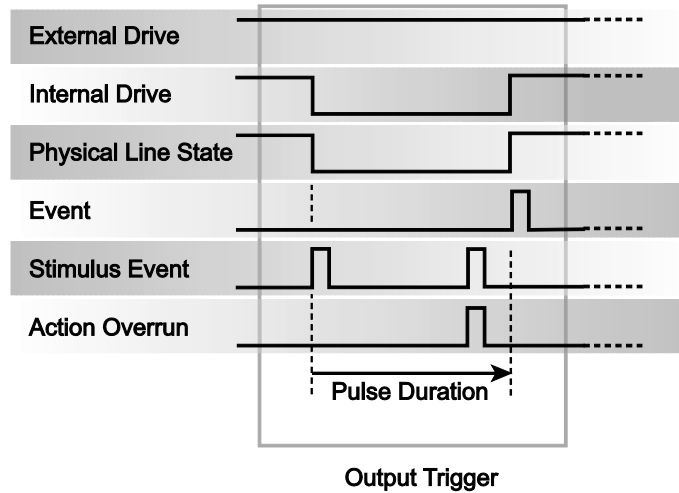 External Drive
Internal Drive
Physical Line State
Event
Stimulus Event
Action Overrun
Pulse Duration
Output Trigger